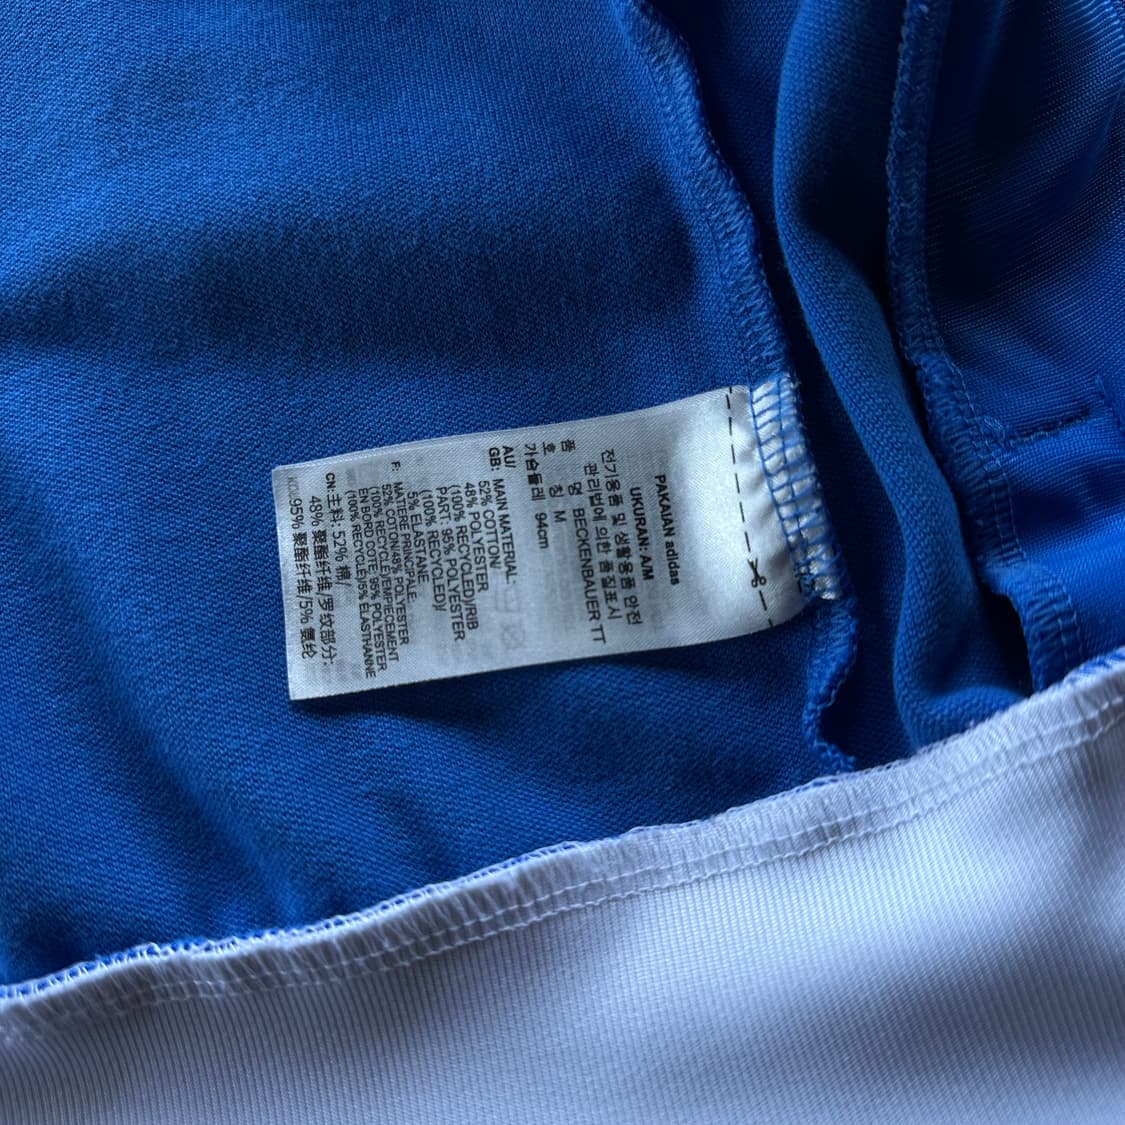 PAKAIAN adidas
UKURAN: A/M
전기용품 및 생활용품 안전
관리법에 의한 품질표시
품 명 BECKENBAUER TT
호 칭 M
가슴둘레 94cm
AU/
GB: MAIN MATERIAL:
52% COTTON/
48% POLYESTER
(100% RECYCLED)/RIB
PART: 95% POLYESTER
(100% RECYCLED)/
5% ELASTANE
F: MATIERE PRINCIPALE:
52% COTON/48% POLYESTER
(100% RECYCLE)/EMPIECEMENT
EN BORD COTE: 95% POLYESTER
(100% RECYCLE)/5% ELASTHANNE
CN:主料:52% 棉/
48% 聚酯纤维/罗纹部分:
95% 聚酯纤维/5% 氨纶